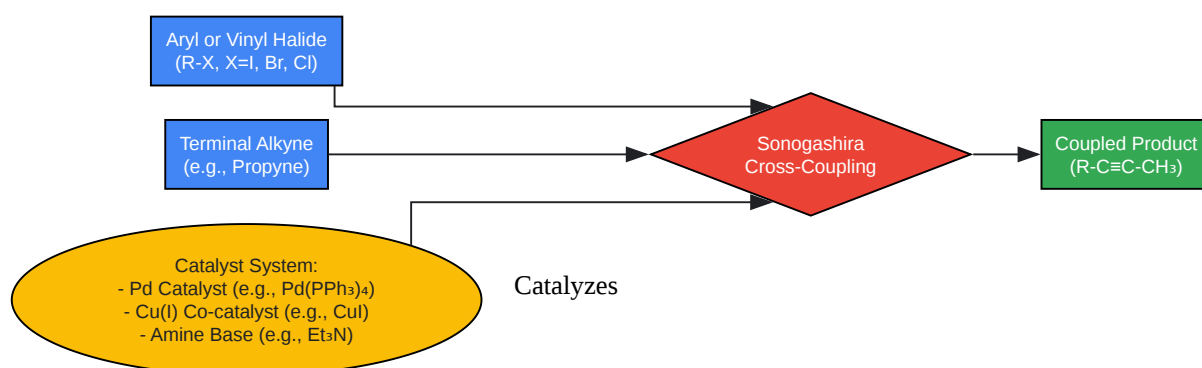 Aryl or Vinyl Halide
(R-X, X=I, Br, Cl)
Terminal Alkyne
(e.g., Propyne)
Sonogashira
Cross-Coupling
Coupled Product
(R-C≡C-CH₃)
Catalyst System:
- Pd Catalyst (e.g., Pd(PPh₃)₄)
- Cu(I) Co-catalyst (e.g., CuI)
- Amine Base (e.g., Et₃N)
Catalyzes